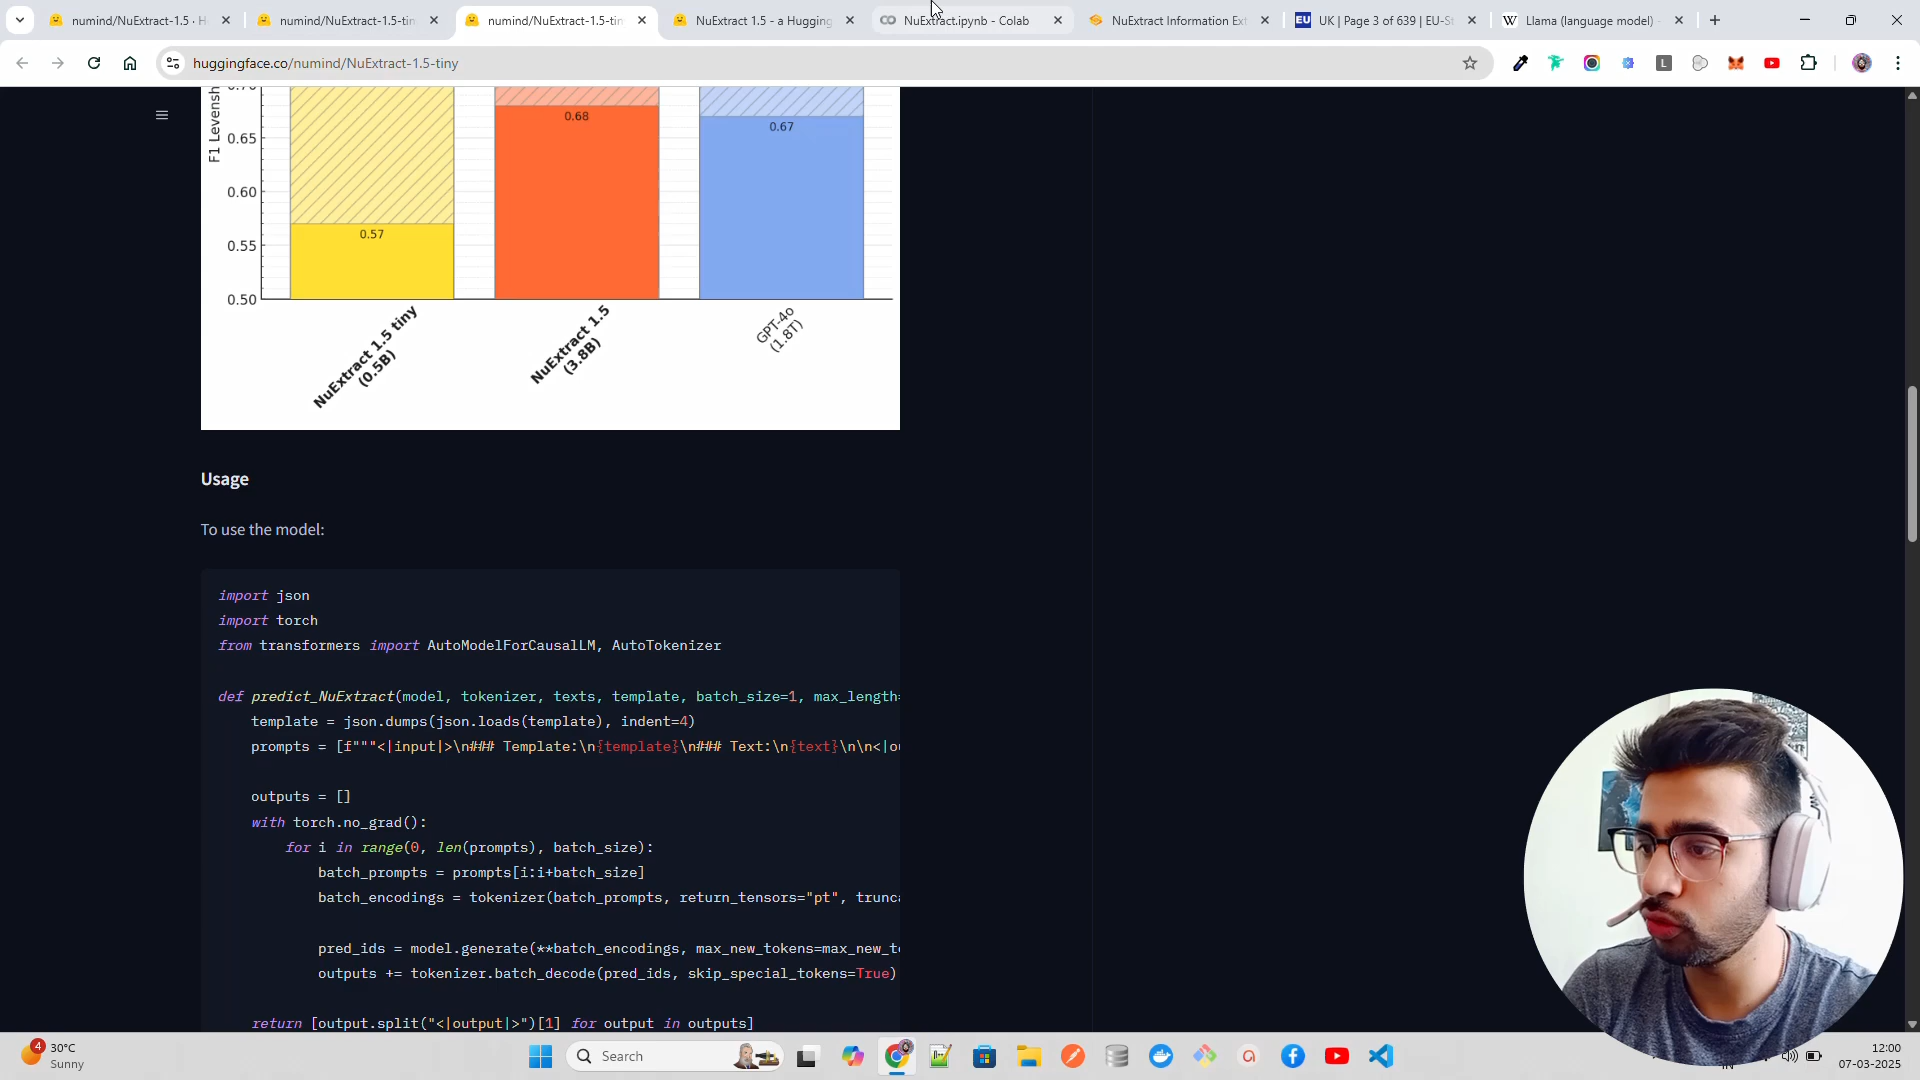 numind/NuExtract-1.5 · H
numind/NuExtract-1.5-tin
numind/NuExtract-1.5-tin
NuExtract 1.5 - a Hugging
NuExtract.ipynb - Colab
NuExtract Information Ext
UK | Page 3 of 639 | EU-St
Llama (language model) -
huggingface.co/numind/NuExtract-1.5-tiny
F1 Levensh
0.70
0.65
0.60
0.55
0.50
0.57
0.68
0.67
NuExtract 1.5 tiny
(0.5B)
NuExtract 1.5
(3.8B)
GPT-4o
(1.8T)
Usage
To use the model:
import json
import torch
from transformers import AutoModelForCausalLM, AutoTokenizer
def predict_NuExtract(model, tokenizer, texts, template, batch_size=1, max_length=
template = json.dumps(json.loads(template), indent=4)
prompts = [f"""<|input|>\n### Template:\n{template}\n### Text:\n{text}\n\n<|ou
outputs = []
with torch.no_grad():
for i in range(0, len(prompts), batch_size):
batch_prompts = prompts[i:i+batch_size]
batch_encodings = tokenizer(batch_prompts, return_tensors="pt", trunca
pred_ids = model.generate(**batch_encodings, max_new_tokens=max_new_to
outputs += tokenizer.batch_decode(pred_ids, skip_special_tokens=True)
return [output.split("<|output|>")[1] for output in outputs]
4
30°C
Sunny
Search
IN
12:00
07-03-2025